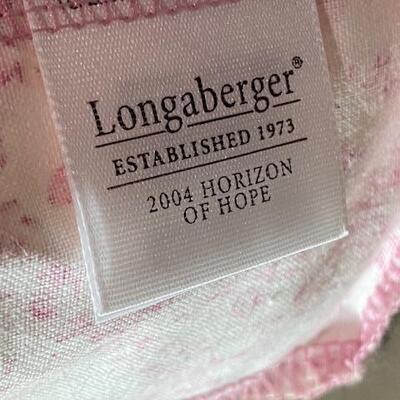 Longaberger®
ESTABLISHED 1973
2004 HORIZON
OF HOPE